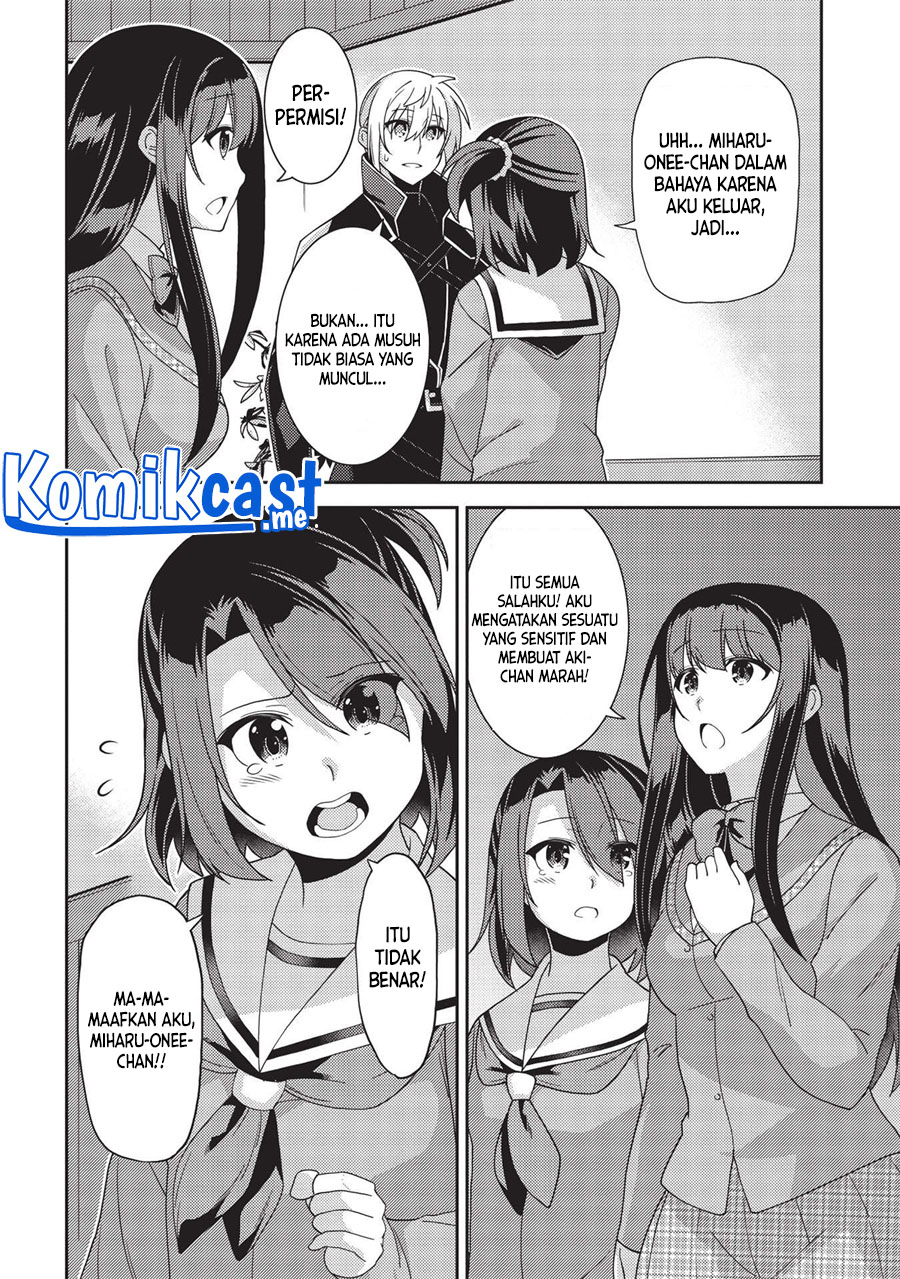 UHH... MIHARU-
ONEE-CHAN DALAM
BAHAYA KARENA
AKU KELUAR,
JADI...
PER-
PERMISI!
BUKAN... ITU
KARENA ADA MUSUH
TIDAK BIASA YANG
MUNCUL...
Komikcast
.me
ITU SEMUA
SALAHKU! AKU
MENGATAKAN SESUATU
YANG SENSITIF DAN
MEMBUAT AKI-
CHAN MARAH!
ITU
TIDAK
BENAR!
MA-MA-
MAAFKAN AKU,
MIHARU-ONEE-
CHAN!!